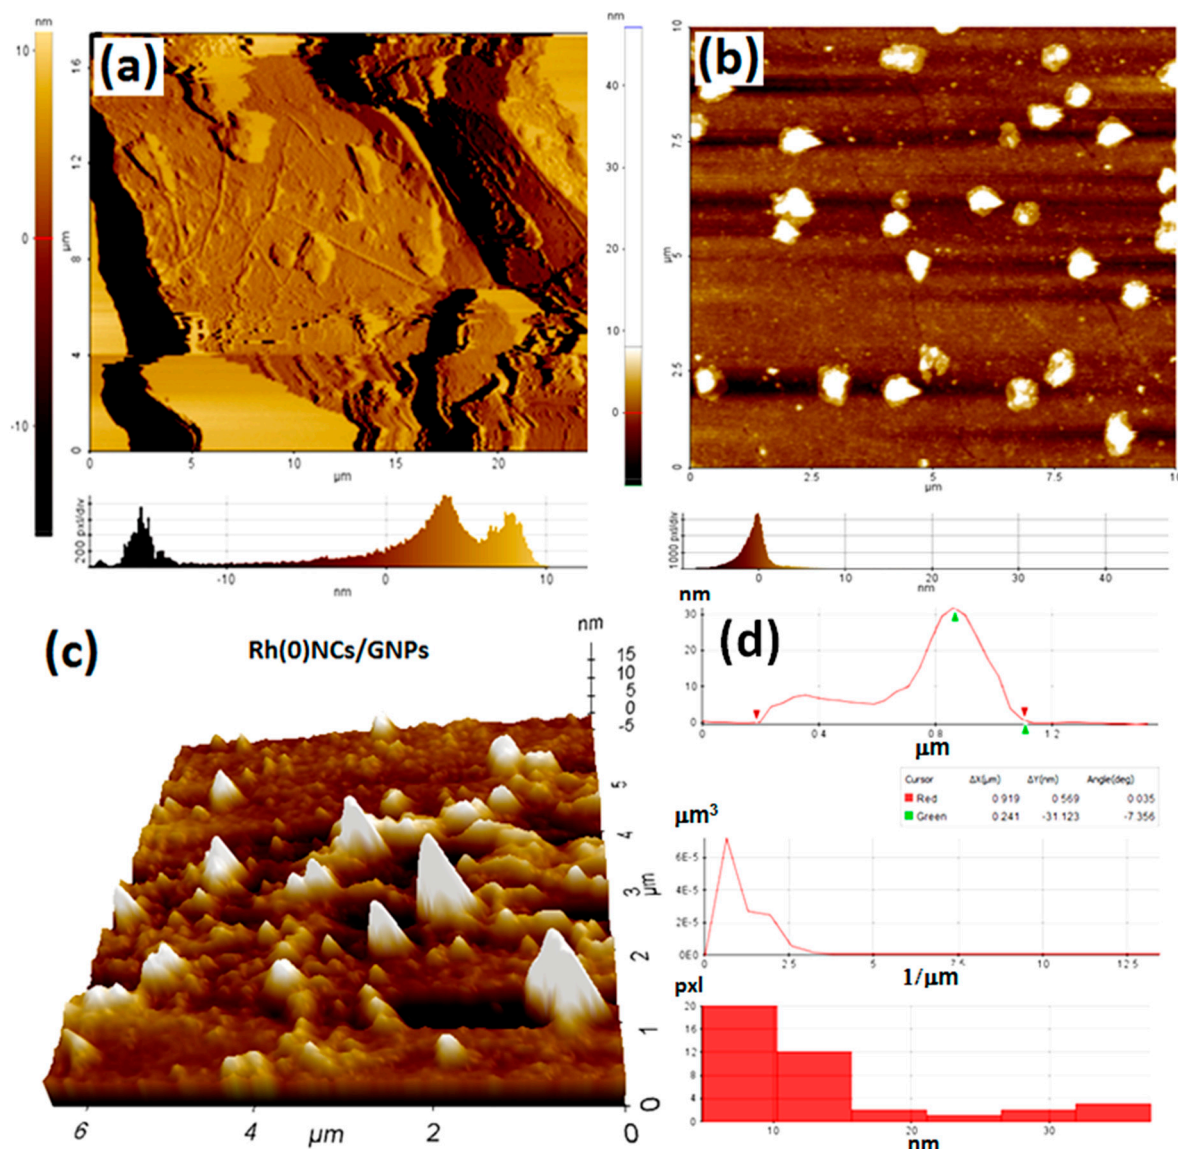 nm
10
0
-10
(a)
16
12
8
4
0
μm
0
5
10
15
20
μm
200 pxl/div
-10
0
10
nm
nm
40
30
20
10
0
(b)
10
7.5
5
2.5
0
μm
0
2.5
5
7.5
10
μm
1000 pxl/div
0
10
20
30
40
nm
(c)
Rh(0)NCs/GNPs
nm
15
10
5
0
-5
5
4
3
μm
2
1
0
6
4
μm
2
0
nm
(d)
30
20
10
0
0
0.4
0.8
1.2
μm
Cursor ΔX(μm) ΔY(nm) Angle(deg)
Red 0.919 0.569 0.035
Green 0.241 -31.123 -7.356
μm³
6E-5
4E-5
2E-5
0E0
0
2.5
5
7.5
10
12.5
1/μm
pxl
20
16
12
8
4
0
10
20
30
nm